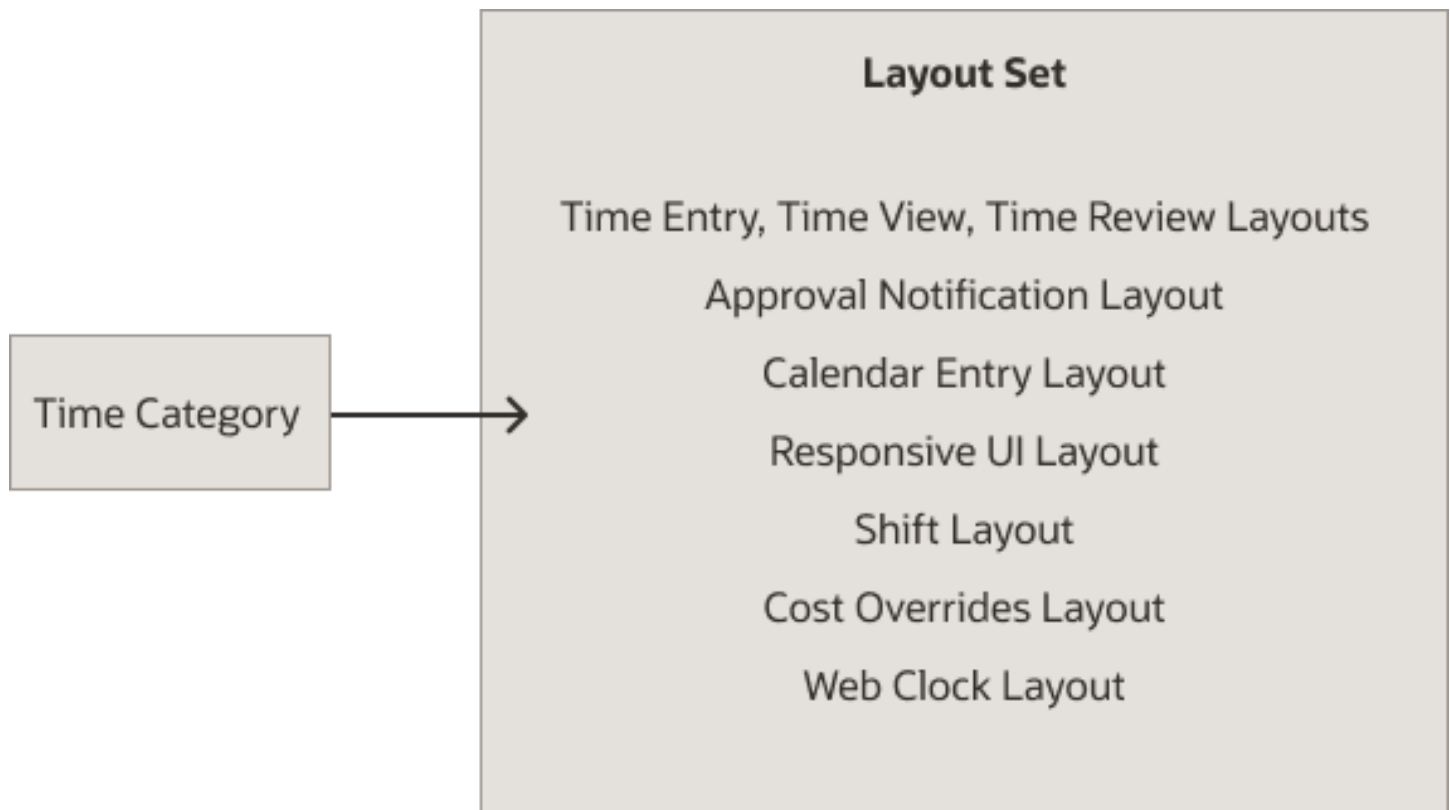 Layout Set
Time Entry, Time View, Time Review Layouts
Approval Notification Layout
Calendar Entry Layout
Time Category
Responsive UI Layout
Shift Layout
Cost Overrides Layout
Web Clock Layout